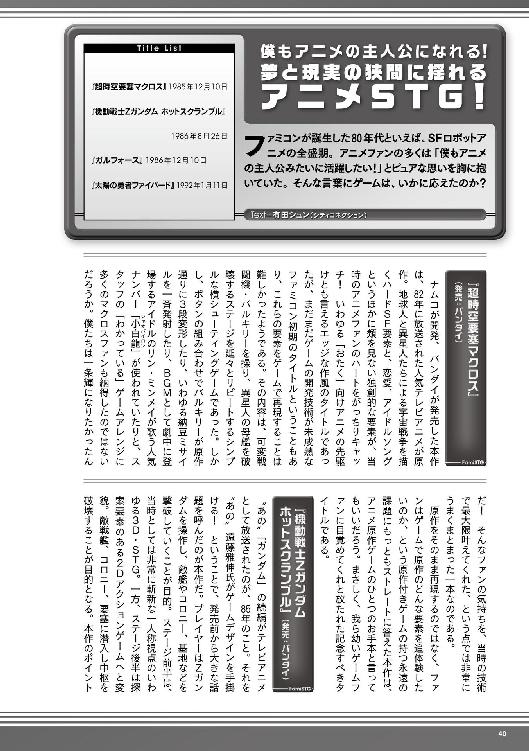 Title List
『超時空要塞マクロス』1985年12月10日
『機動戦士Zガンダム ホットスクランブル』
1986年8月26日
『ガルフォース』1986年12月10日
『太陽の勇者ファイバード』1992年1月11日
僕もアニメの主人公になれる!
夢と現実の狭間に揺れる
アニメSTG!
ファミコンが誕生した80年代といえば、SFロボットア
ニメの全盛期。アニメファンの多くは「僕もアニメ
の主人公みたいに活躍したい!」とピュアな思いを胸に抱
いていた。そんな言葉にゲームは、いかに応えたのか?
Text=有田シュン(シティコネクション)
『超時空要塞マクロス』
(発売:バンダイ)
FamiSTG
ナムコが開発、バンダイが発売した本作
は、82年に放送された人気テレビアニメが原
作。地球人と異星人たちによる宇宙戦争を描
くハードSF要素と、恋愛、アイドルソング
というほかに類を見ない独創的な要素が、当
時のアニメファンのハートをがっちりキャッ
チ! いわゆる「おたく」向けアニメの先駆
けとも言えるエッジな作風のタイトルであっ
たが、まだまだゲームの開発技術が未成熟な
ファミコン初期のタイトルということもあ
り、これらの要素をゲームで再現することは
難しかったようである。その内容は、可変戦
闘機・バルキリーを操り、異星人の母艦を破
壊するステージを延々とリピートするシンプ
ルな横シューティングゲームであった。しか
し、ボタンの組み合わせでバルキリーが原作
通りに3段変形したり、いわゆる納豆ミサイ
ルを一斉発射したり、BGMとして劇中に登
場するアイドルのリン・ミンメイが歌う人気
ナンバー「小白竜」が使われていたりと、ス
タッフの「わかっている」ゲームアレンジに
多くのマクロスファンも納得したのではない
だろうか。僕たちは一条輝になりたかったん
だ! そんなファンの気持ちを、当時の技術
で最大限叶えてくれた、という点では非常に
うまくまとまった一本なのである。
原作をそのまま再現するのではなく、ファ
ンはゲームで原作のどんな要素を追体験した
いのか、という原作付きゲームの持つ永遠の
課題にもっともストレートに答えた本作は、
アニメ原作ゲームのひとつのお手本と言って
もいいだろう。まさしく、我ら幼いゲームフ
ァンに目覚めてくれと放たれた記念すべきタ
イトルである。
『機動戦士Zガンダム
ホットスクランブル』
(発売:バンダイ)
FamiSTG
“あの”『ガンダム』の続編がテレビアニメ
として放送されたのが、85年のこと。それを
“あの”遠藤雅伸氏がゲームデザインを手掛
ける! ということで、発売前から大きな話
題を呼んだのが本作だ。プレイヤーはZガン
ダムを操作し、敵艦やコロニー、基地などを
撃破していくことが目的。ステージ前半は、
当時としては非常に斬新な一人称視点のいわ
ゆる3D・STG。一方、ステージ後半は探
索要素のある2Dアクションゲームへと変
貌。敵戦艦、コロニー、要塞に潜入し中枢を
破壊することが目的となる。本作のポイント
40